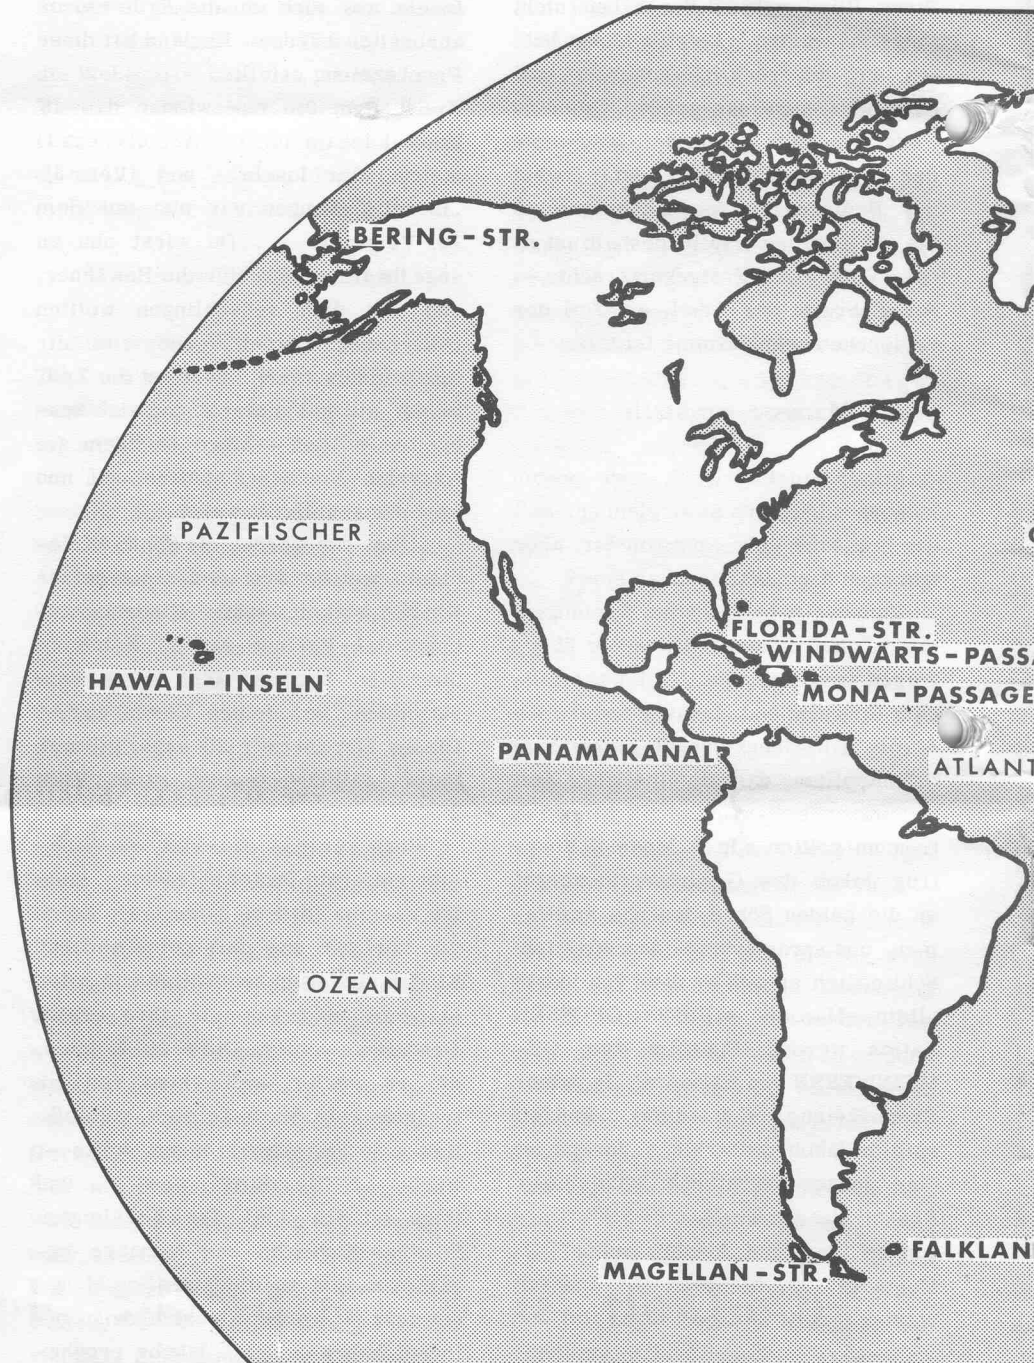 BERING-STR.
PAZIFISCHER
FLORIDA-STR.
WINDWÄRTS-PASSA
HAWAII-INSELN
MONA-PASSAGE
PANAMAKANAL
ATLANT
OZEAN
FALKLAN
MAGELLAN-STR.